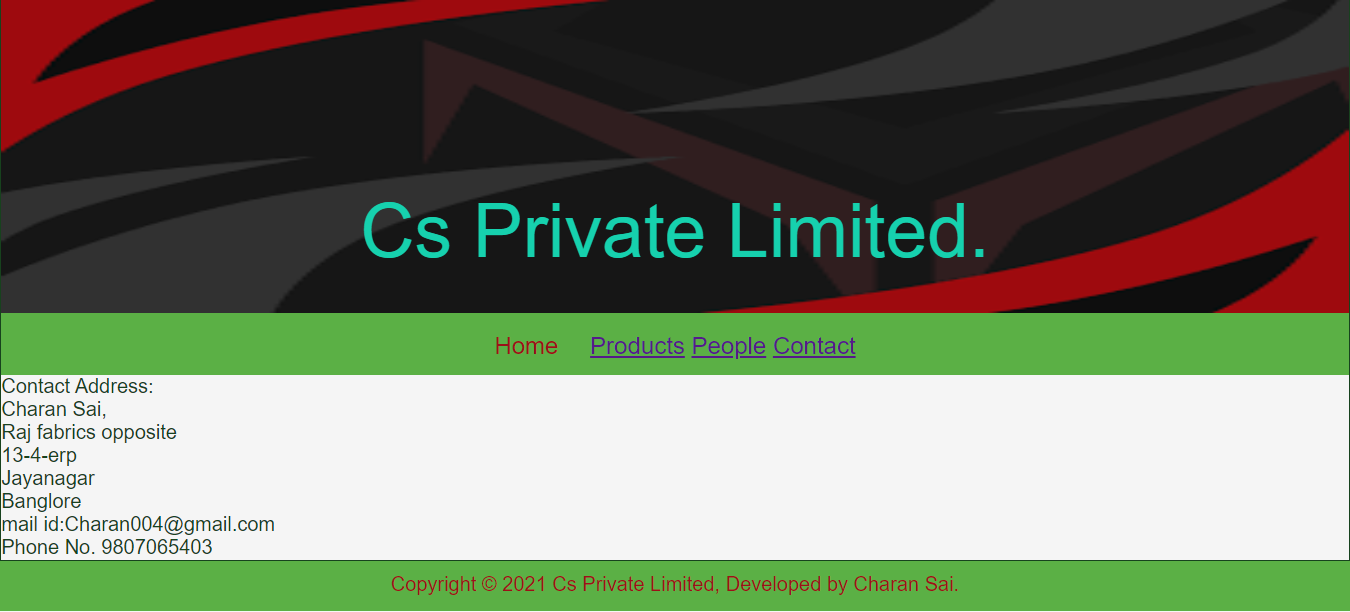 Cs Private Limited.
Home Products People Contact
Contact Address:
Charan Sai,
Raj fabrics opposite
13-4-erp
Jayanagar
Banglore
mail id:Charan004@gmail.com
Phone No. 9807065403
Copyright © 2021 Cs Private Limited, Developed by Charan Sai.